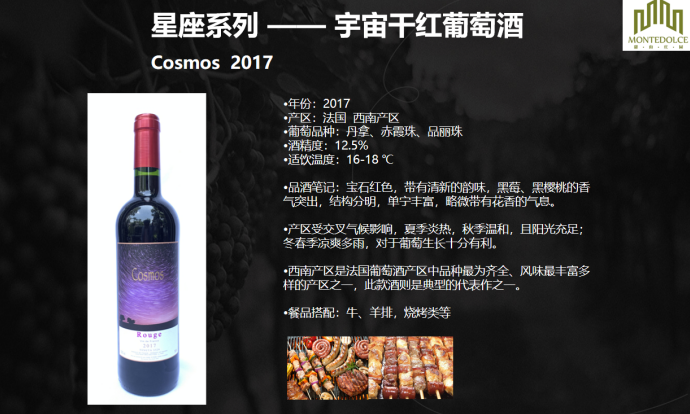 星座系列 —— 宇宙干红葡萄酒
MONTEDOLCE
Cosmos 2017
•年份：2017
•产区：法国 西南产区
•葡萄品种：丹拿、赤霞珠、品丽珠
•酒精度：12.5%
•适饮温度：16-18 ℃
•品酒笔记：宝石红色，带有清新的韵味，黑莓、黑樱桃的香
气突出，结构分明，单宁丰富，略微带有花香的气息。
•产区受交叉气候影响，夏季炎热，秋季温和，且阳光充足；
冬春季凉爽多雨，对于葡萄生长十分有利。
•西南产区是法国葡萄酒产区中品种最为齐全、风味最丰富多
样的产区之一，此款酒则是典型的代表作之一。
•餐品搭配：牛、羊排，烧烤类等
Cosmos
Rouge
2017